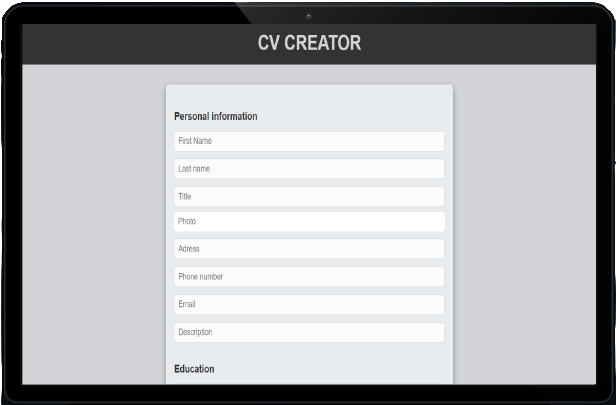 CV CREATOR
Personal information
First Name
Last name
Title
Photo
Adress
Phone number
Email
Description
Education